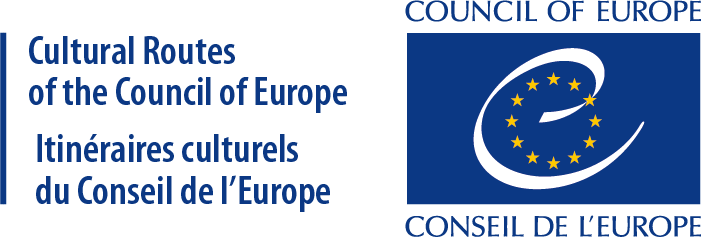 Cultural Routes
of the Council of Europe
Itinéraires culturels
du Conseil de l'Europe
COUNCIL OF EUROPE
CONSEIL DE L'EUROPE